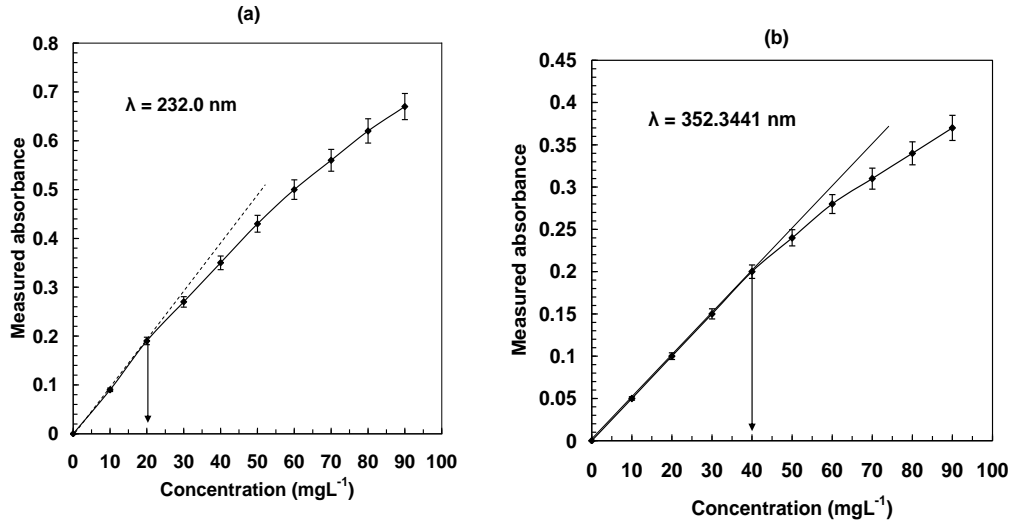 (a)
0.8
0.7
0.6
0.5
0.4
0.3
0.2
0.1
0
λ = 232.0 nm
Measured absorbance
0 10 20 30 40 50 60 70 80 90 100
Concentration (mgL⁻¹)
(b)
0.45
0.4
0.35
0.3
0.25
0.2
0.15
0.1
0.05
0
λ = 352.3441 nm
Measured absorbance
0 10 20 30 40 50 60 70 80 90 100
Concentration (mgL⁻¹)